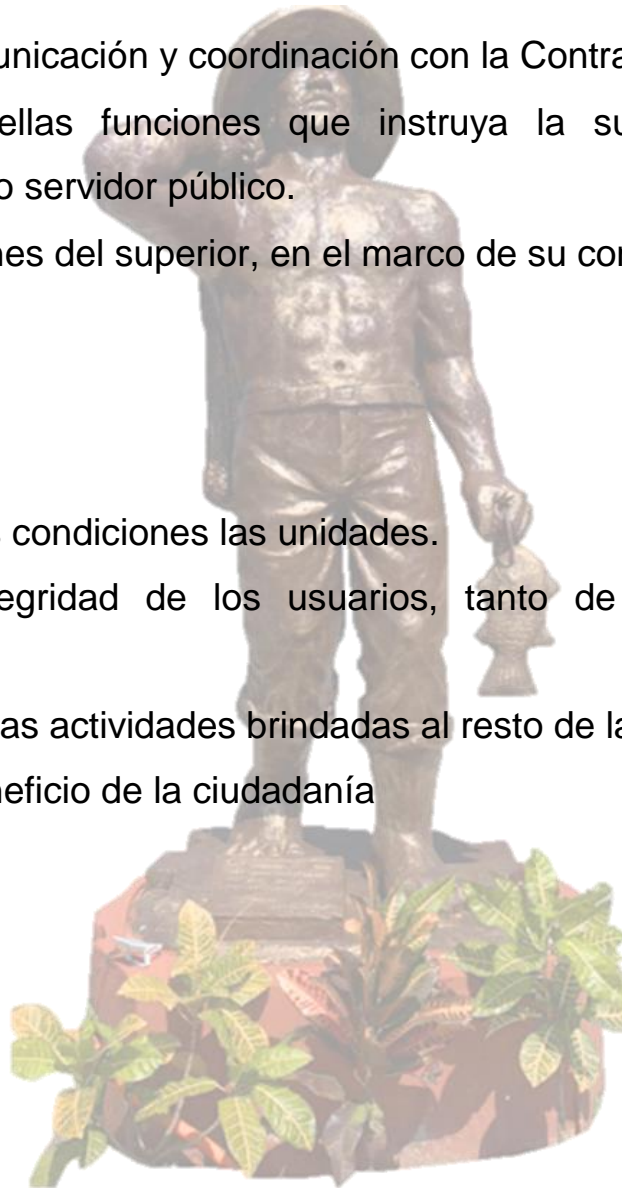 unicación y coordinación con la Contra
ellas funciones que instruya la su
o servidor público.
nes del superior, en el marco de su co
condiciones las unidades.
egridad de los usuarios, tanto de
as actividades brindadas al resto de la
neficio de la ciudadanía